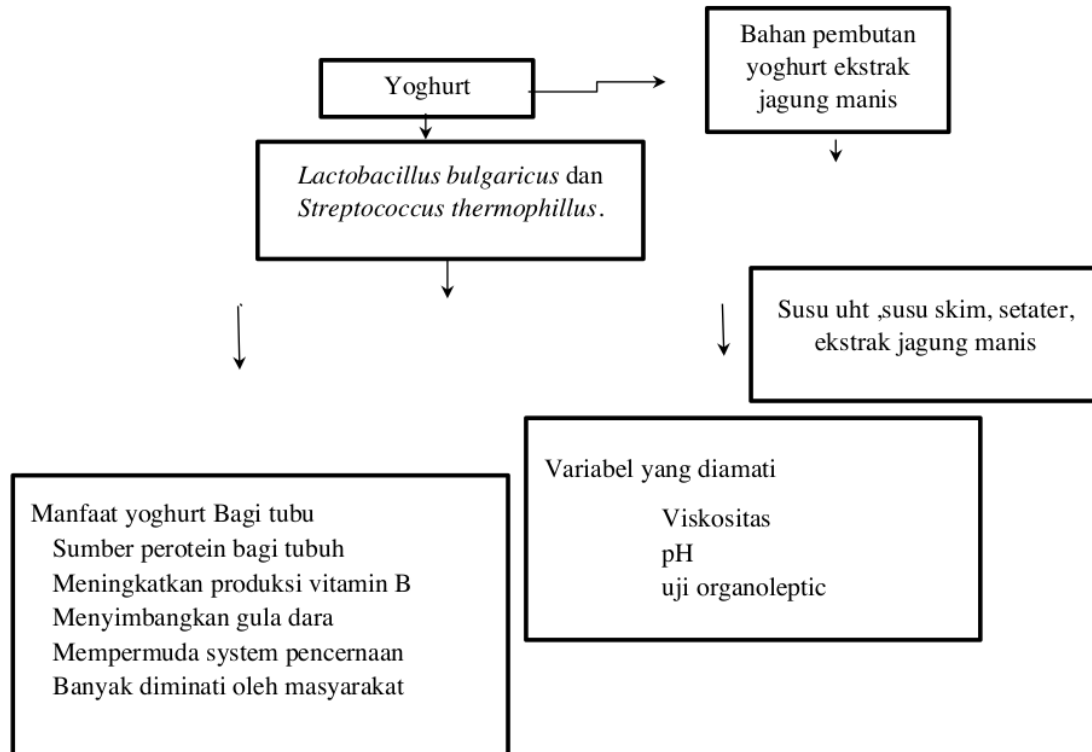 Yoghurt
Bahan pembutan
yoghurt ekstrak
jagung manis
Lactobacillus bulgaricus dan
Streptococcus thermophillus.
Susu uht ,susu skim, setater,
ekstrak jagung manis
Variabel yang diamati
Viskositas
pH
uji organoleptic
Manfaat yoghurt Bagi tubu
Sumber perotein bagi tubuh
Meningkatkan produksi vitamin B
Menyimbangkan gula dara
Mempermuda system pencernaan
Banyak diminati oleh masyarakat